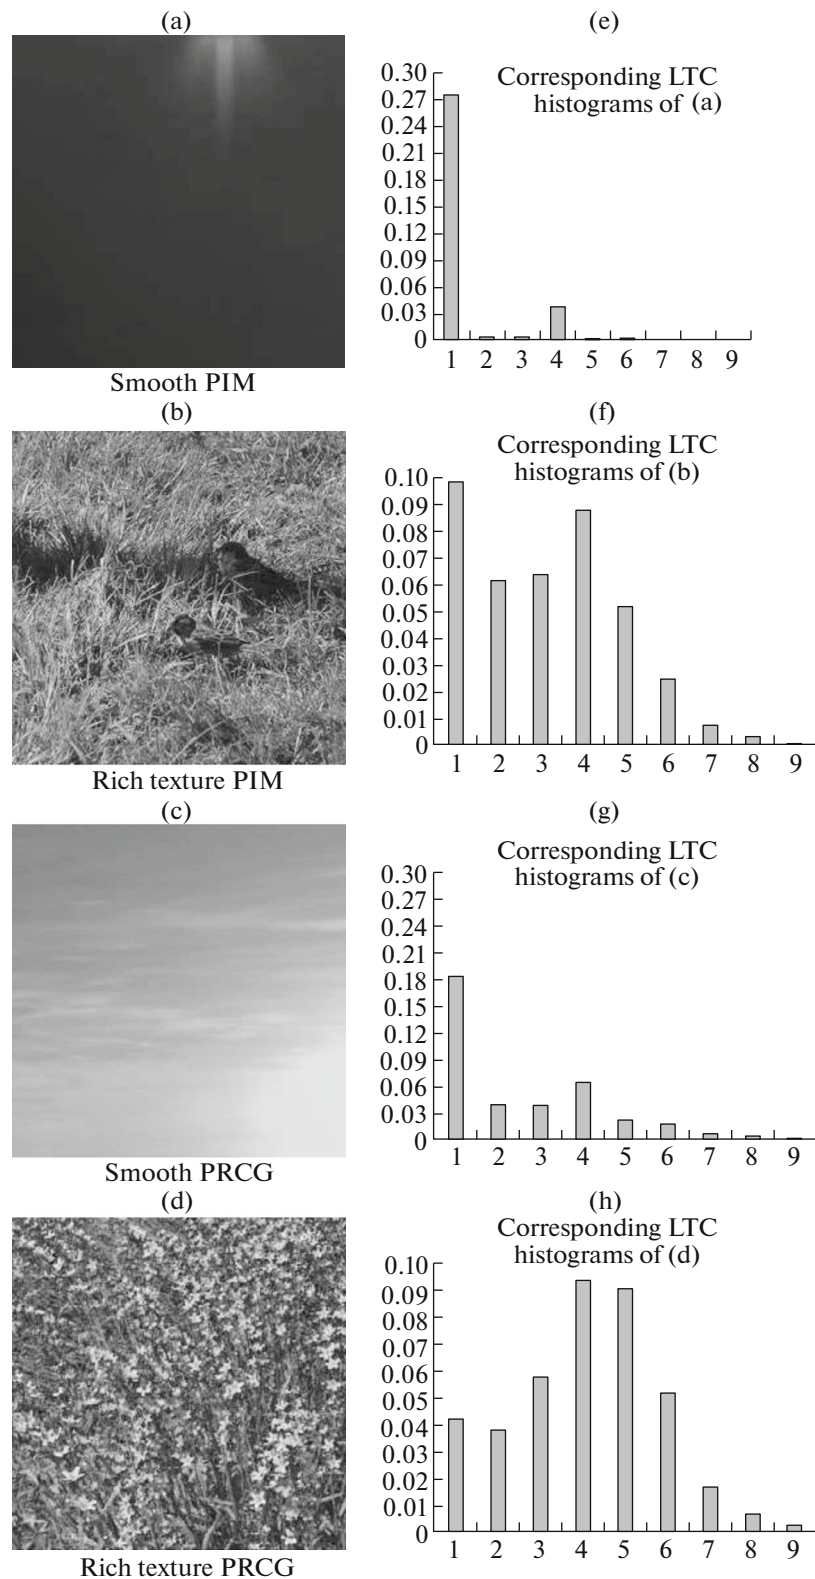 (a)
Smooth PIM
(e)
Corresponding LTC
histograms of (a)
0.30
0.27
0.24
0.21
0.18
0.15
0.12
0.09
0.06
0.03
0
1 2 3 4 5 6 7 8 9
(b)
Rich texture PIM
(f)
Corresponding LTC
histograms of (b)
0.10
0.09
0.08
0.07
0.06
0.05
0.04
0.03
0.02
0.01
0
1 2 3 4 5 6 7 8 9
(c)
Smooth PRCG
(g)
Corresponding LTC
histograms of (c)
0.30
0.27
0.24
0.21
0.18
0.15
0.12
0.09
0.06
0.03
0
1 2 3 4 5 6 7 8 9
(d)
Rich texture PRCG
(h)
Corresponding LTC
histograms of (d)
0.10
0.09
0.08
0.07
0.06
0.05
0.04
0.03
0.02
0.01
0
1 2 3 4 5 6 7 8 9